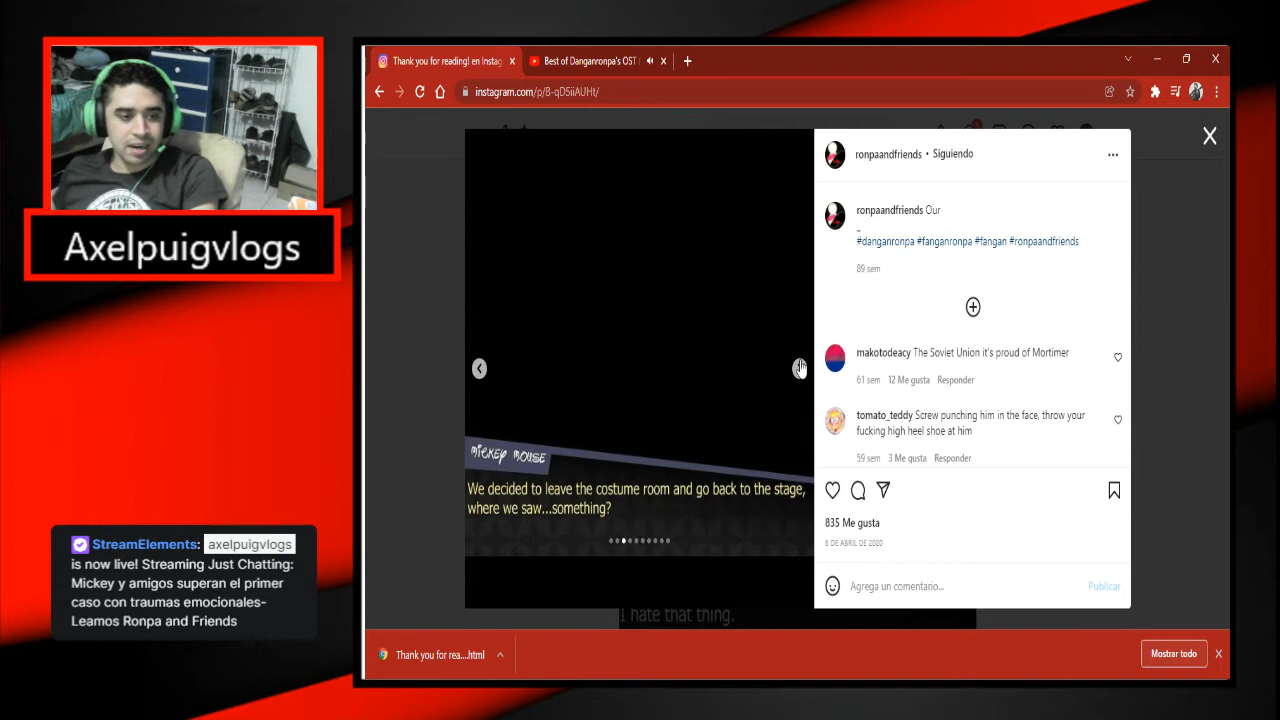 Axelpuigvlogs
StreamElements: axelpuigvlogs
is now live! Streaming Just Chatting:
Mickey y amigos superan el primer
caso con traumas emocionales-
Leamos Ronpa and Friends
Thank you for reading! en Instag
Best of Danganronpa's OST
instagram.com/p/B-qD5iiAUHt/
mickey mouse
We decided to leave the costume room and go back to the stage,
where we saw...something?
I hate that thing.
ronpaandfriends • Siguiendo
ronpaandfriends Our
_
#danganronpa #fanganronpa #fangan #ronpaandfriends
89 sem
makotodeacy The Soviet Union it's proud of Mortimer
61 sem 12 Me gusta Responder
tomato_teddy Screw punching him in the face, throw your
fucking high heel shoe at him
59 sem 3 Me gusta Responder
835 Me gusta
6 DE ABRIL DE 2020
Agrega un comentario... Publicar
Thank you for rea....html
Mostrar todo